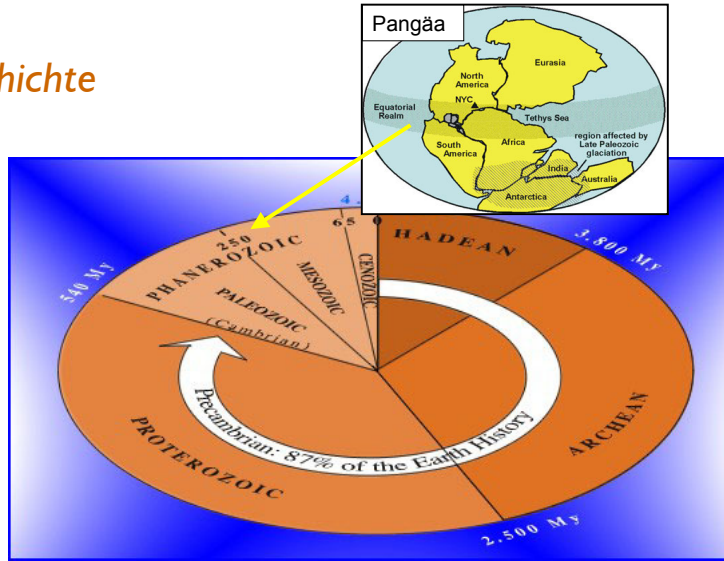 hichte
Pangäa
North
America
NYC
Eurasia
Equatorial
Realm
Tethys Sea
South
America
Africa
region affected by
Late Paleozoic
glaciation
India
Australia
Antarctica
4.
540 My
250
65
0
3.800 My
PHANEROZOIC
PALEOZOIC
(Cambrian)
MESOZOIC
CENOZOIC
HADEAN
ARCHEAN
PROTEROZOIC
Precambrian: 87% of the Earth History
2.500 My